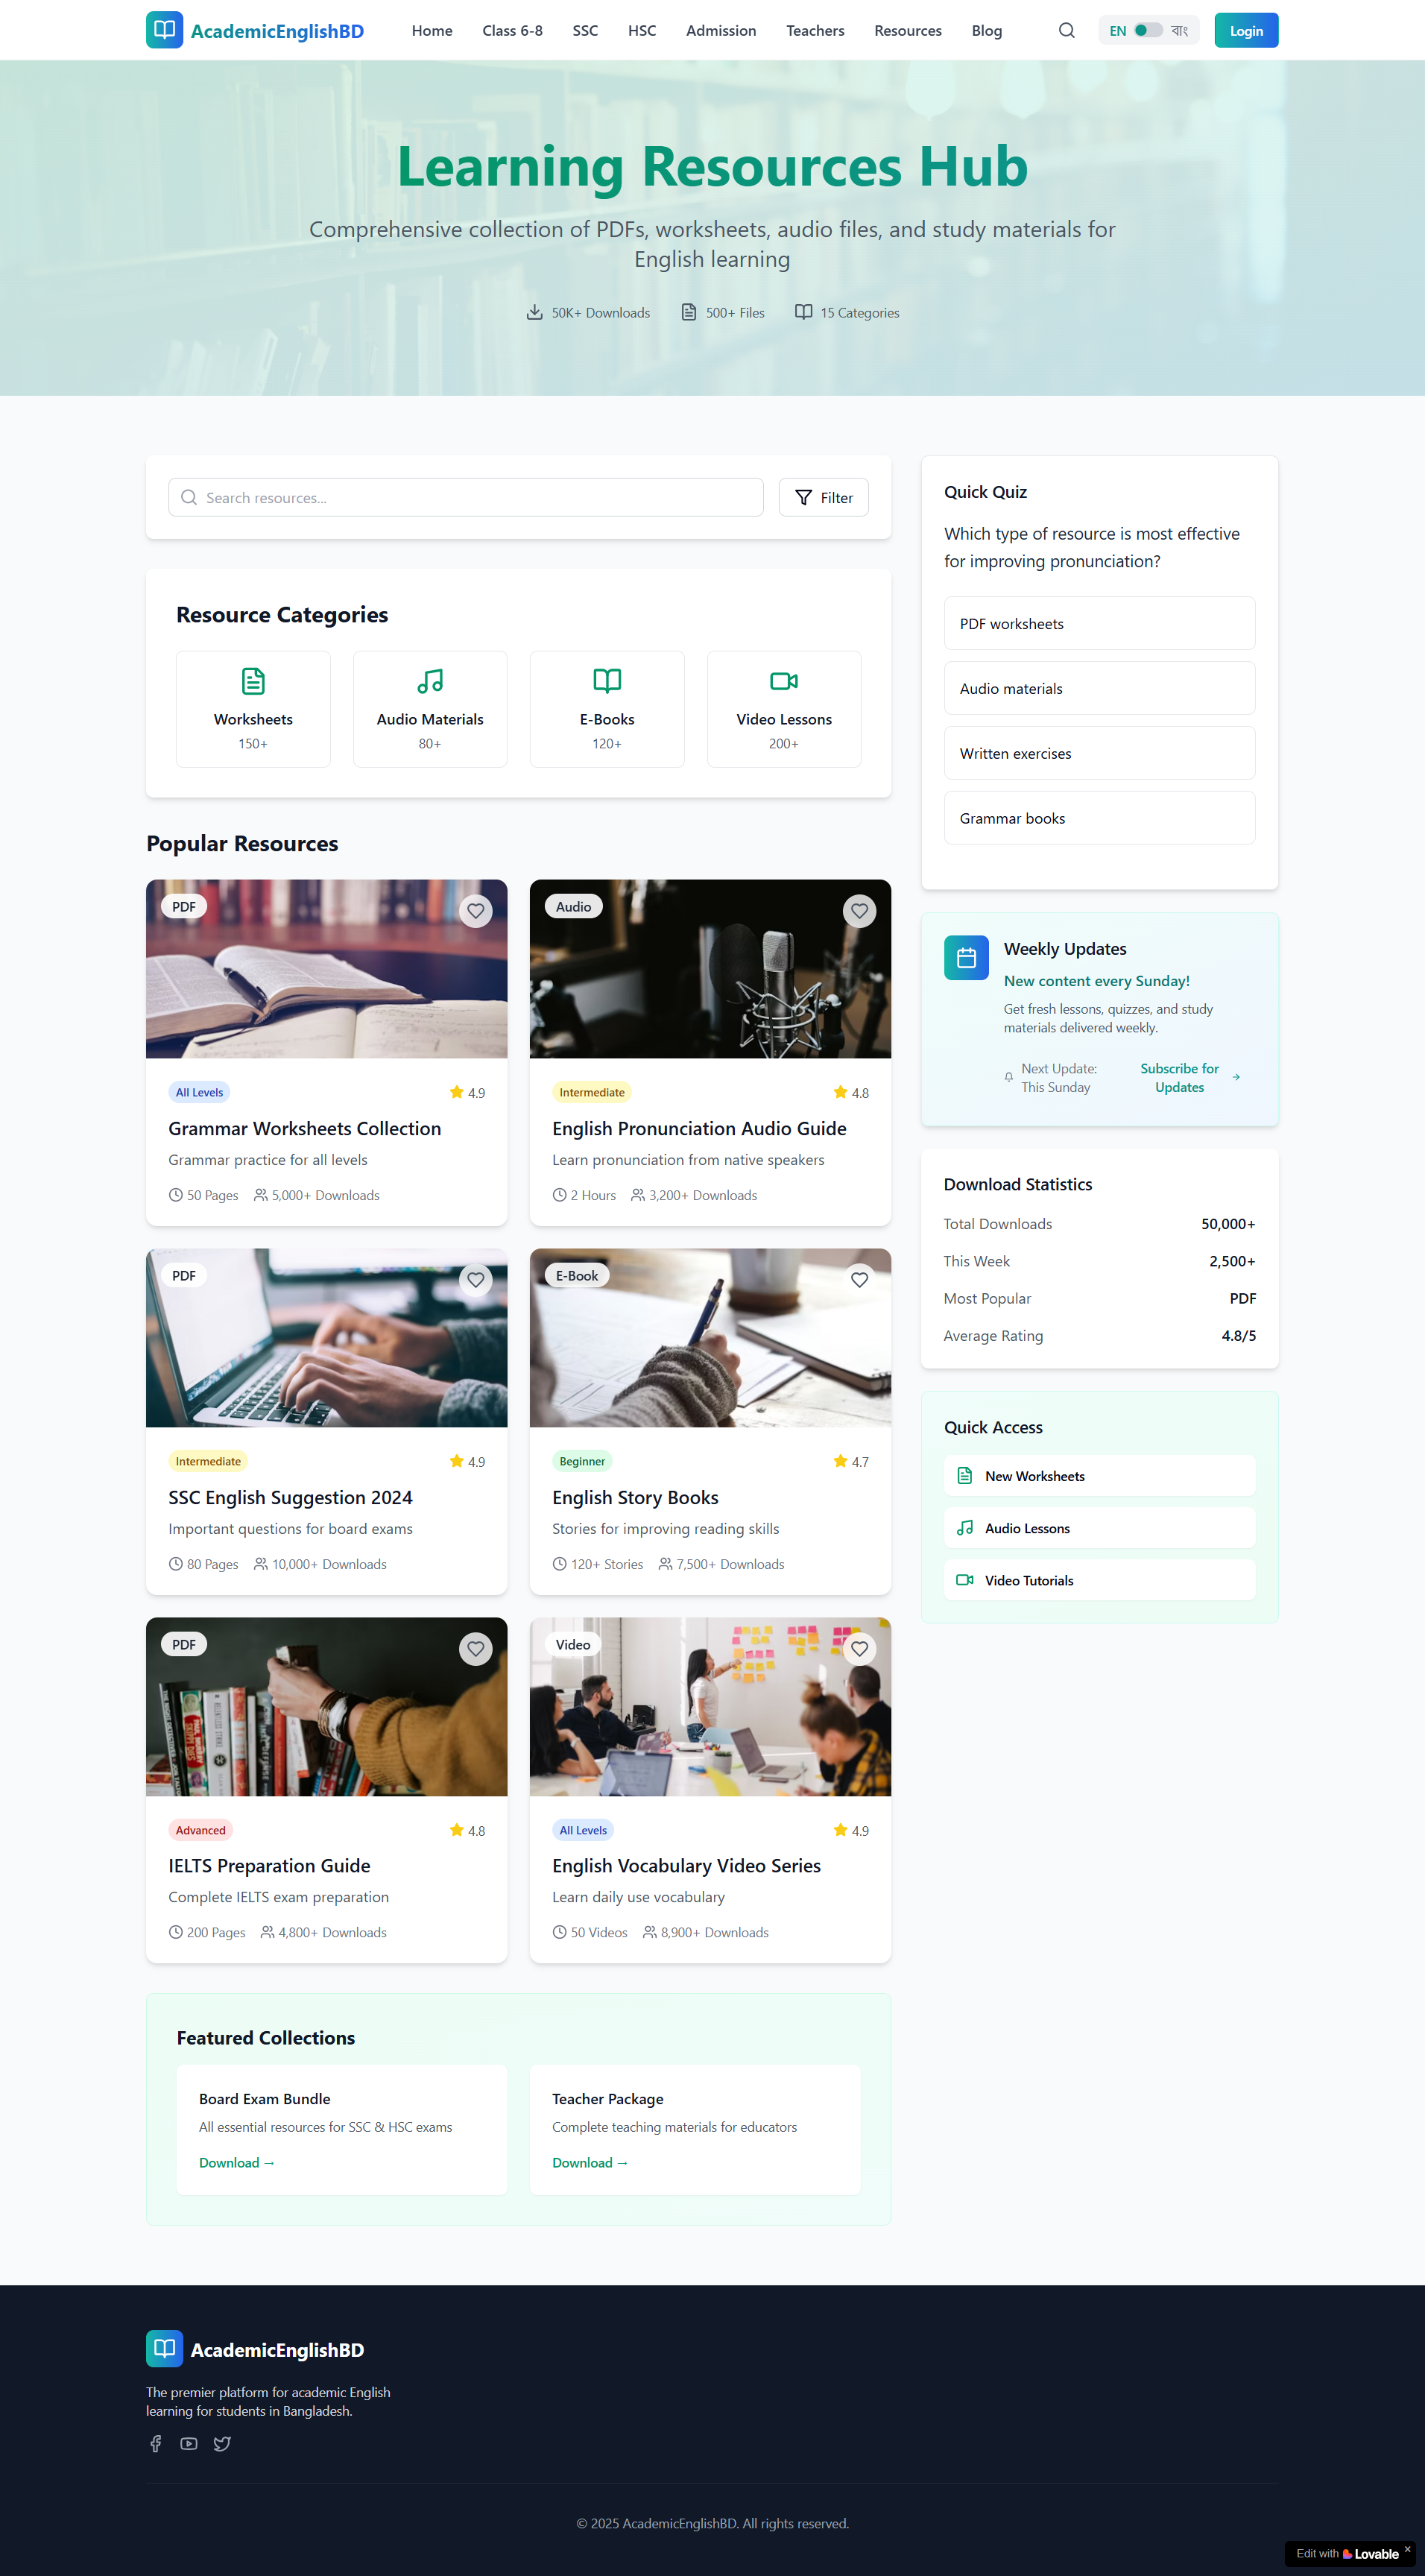 AcademicEnglishBD
Home
Class 6-8
SSC
HSC
Admission
Teachers
Resources
Blog
EN
বাং
Login
Learning Resources Hub
Comprehensive collection of PDFs, worksheets, audio files, and study materials for
English learning
50K+ Downloads
500+ Files
15 Categories
Search resources...
Filter
Resource Categories
Worksheets
150+
Audio Materials
80+
E-Books
120+
Video Lessons
200+
Popular Resources
PDF
All Levels
4.9
Grammar Worksheets Collection
Grammar practice for all levels
50 Pages
5,000+ Downloads
Audio
Intermediate
4.8
English Pronunciation Audio Guide
Learn pronunciation from native speakers
2 Hours
3,200+ Downloads
PDF
Intermediate
4.9
SSC English Suggestion 2024
Important questions for board exams
80 Pages
10,000+ Downloads
E-Book
Beginner
4.7
English Story Books
Stories for improving reading skills
120+ Stories
7,500+ Downloads
PDF
Advanced
4.8
IELTS Preparation Guide
Complete IELTS exam preparation
200 Pages
4,800+ Downloads
Video
All Levels
4.9
English Vocabulary Video Series
Learn daily use vocabulary
50 Videos
8,900+ Downloads
Featured Collections
Board Exam Bundle
All essential resources for SSC & HSC exams
Download →
Teacher Package
Complete teaching materials for educators
Download →
Quick Quiz
Which type of resource is most effective
for improving pronunciation?
PDF worksheets
Audio materials
Written exercises
Grammar books
Weekly Updates
New content every Sunday!
Get fresh lessons, quizzes, and study
materials delivered weekly.
Next Update:
This Sunday
Subscribe for
Updates
Download Statistics
Total Downloads
50,000+
This Week
2,500+
Most Popular
PDF
Average Rating
4.8/5
Quick Access
New Worksheets
Audio Lessons
Video Tutorials
AcademicEnglishBD
The premier platform for academic English
learning for students in Bangladesh.
© 2025 AcademicEnglishBD. All rights reserved.
Edit with Lovable